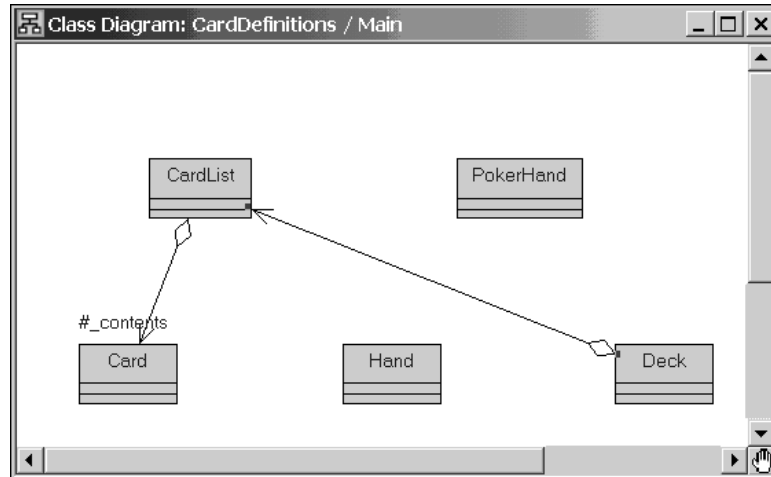 Class Diagram: CardDefinitions / Main
CardList
PokerHand
#_contents
Card
Hand
Deck